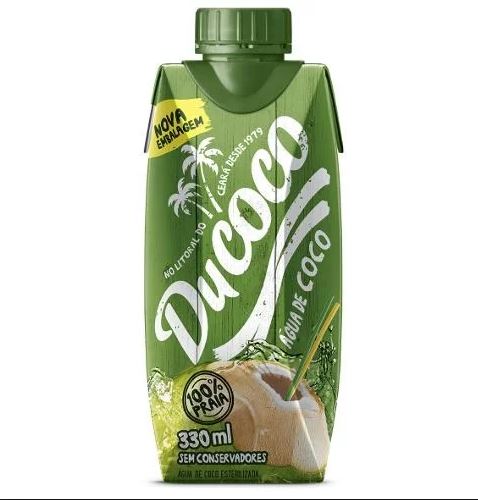 NOVA
EMBALAGEM
NO LITORAL DO
CEARÁ DESDE 1979
Ducoco
ÁGUA DE COCO
100%
PRAIA
330ml
SEM CONSERVADORES
ÁGUA DE COCO ESTERILIZADA